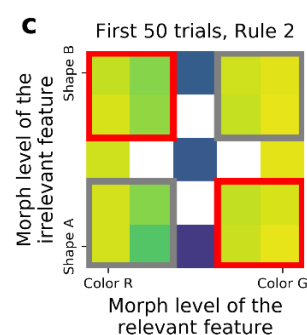 c
First 50 trials, Rule 2
Morph level of the
irrelevant feature
Shape B
Shape A
Color R
Color G
Morph level of the
relevant feature